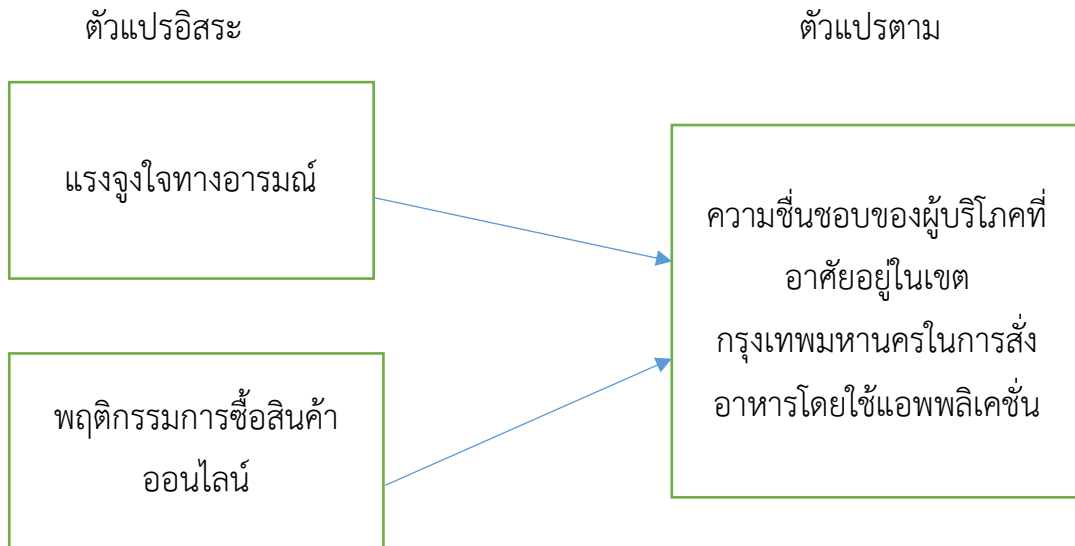 ตัวแปรอิสระ
ตัวแปรตาม
แรงจูงใจทางอารมณ์
ความชื่นชอบของผู้บริโภคที่
อาศัยอยู่ในเขต
กรุงเทพมหานครในการสั่ง
อาหารโดยใช้แอพพลิเคชั่น
พฤติกรรมการซื้อสินค้า
ออนไลน์